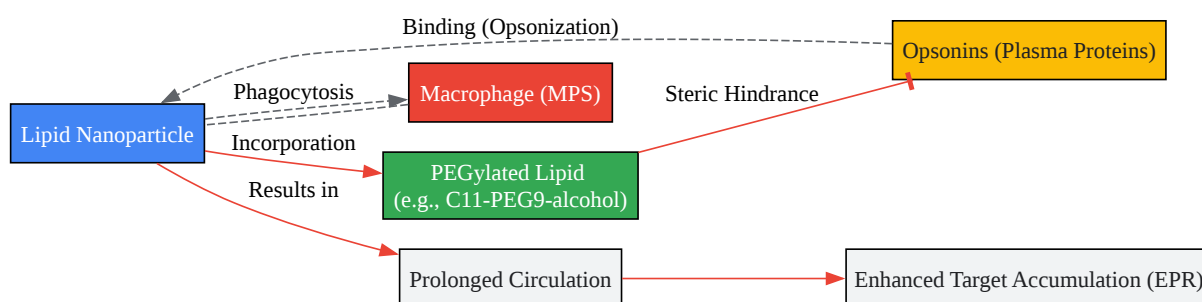 Binding (Opsonization)
Opsonins (Plasma Proteins)
Phagocytosis
Macrophage (MPS)
Steric Hindrance
Lipid Nanoparticle
Incorporation
PEGylated Lipid
(e.g., C11-PEG9-alcohol)
Results in
Prolonged Circulation
Enhanced Target Accumulation (EPR)